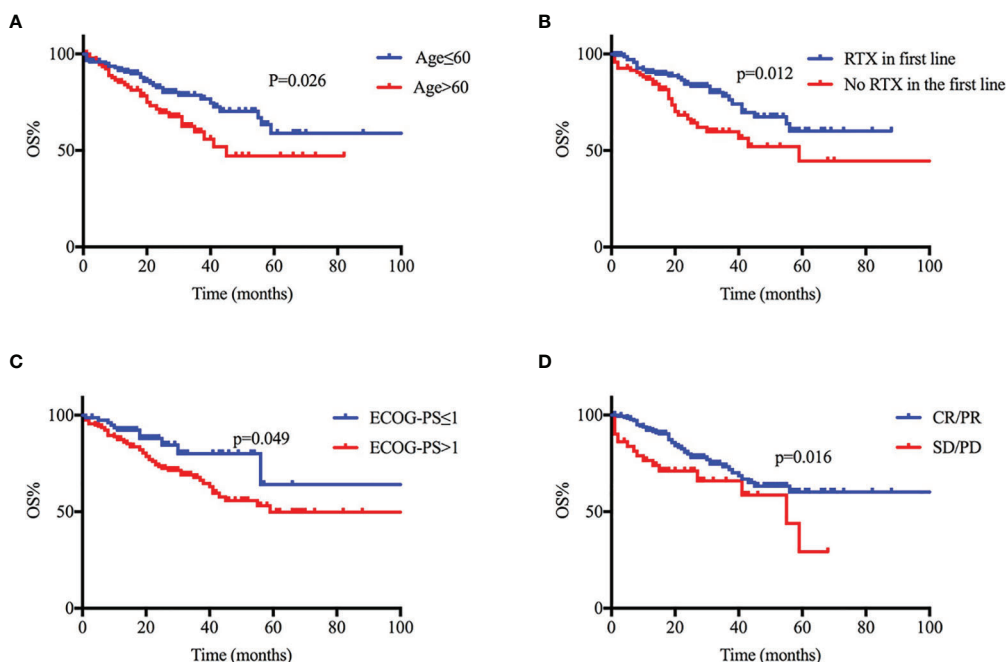 A
100
50
0
OS%
Age≤60
Age>60
P=0.026
0 20 40 60 80 100
Time (months)
B
100
50
0
OS%
RTX in first line
No RTX in the first line
p=0.012
0 20 40 60 80 100
Time (months)
C
100
50
0
OS%
ECOG-PS≤1
ECOG-PS>1
p=0.049
0 20 40 60 80 100
Time (months)
D
100
50
0
OS%
CR/PR
SD/PD
p=0.016
0 20 40 60 80 100
Time (months)